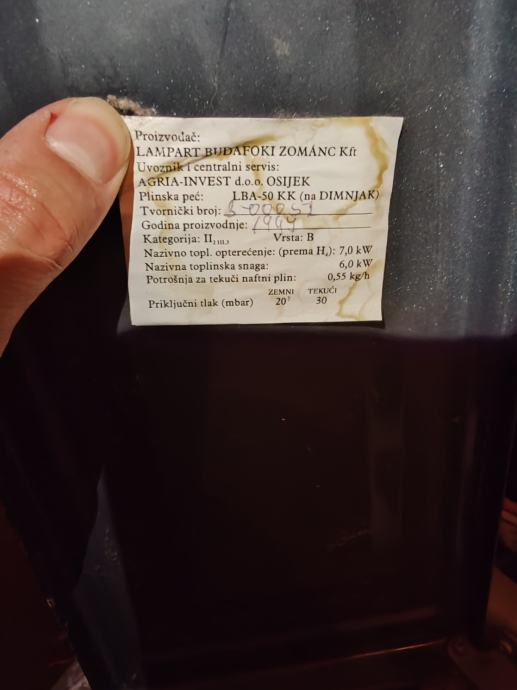 Proizvođač:
LAMPART BUDAFOKI ZOMÁNC Kft
Uvoznik i centralni servis:
AGRIA-INVEST d.o.o. OSIJEK
Plinska peć: LBA-50 KK (na DIMNJAK)
Tvornički broj:
Godina proizvodnje:
Kategorija: II Vrsta: B
Nazivno topl. opterećenje: (prema Hₛ): 7,0 kW
Nazivna toplinska snaga: 6,0 kW
Potrošnja za tekući naftni plin: 0,55 kg/h
ZEMNI TEKUĆI
Priključni tlak (mbar) 20 30